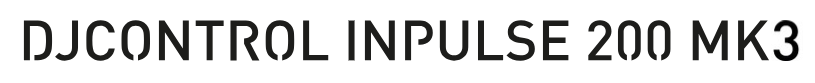 DJCONTROL INPULSE 200 MK3